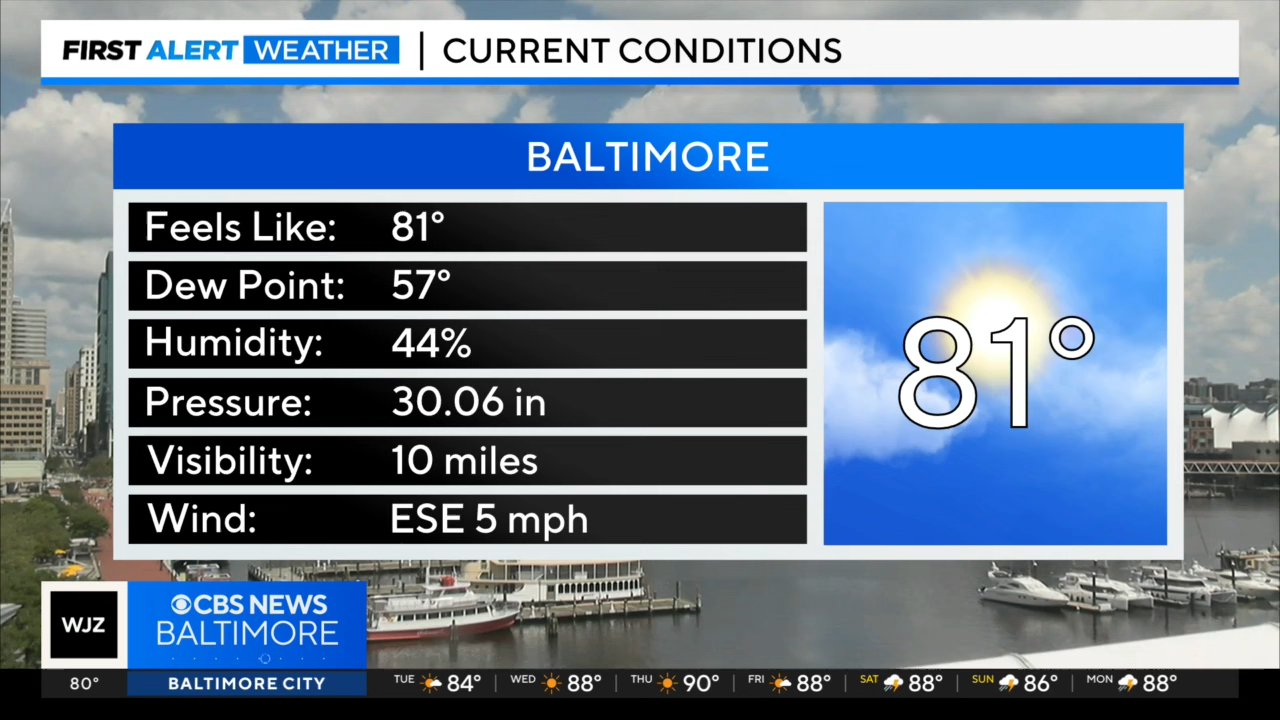 FIRST ALERT WEATHER | CURRENT CONDITIONS
BALTIMORE
Feels Like: 81°
Dew Point: 57°
Humidity: 44%
Pressure: 30.06 in
Visibility: 10 miles
Wind: ESE 5 mph
81°
WJZ
CBS NEWS
BALTIMORE
80° BALTIMORE CITY TUE 84° | WED 88° | THU 90° | FRI 88° | SAT 88° | SUN 86° | MON 88°